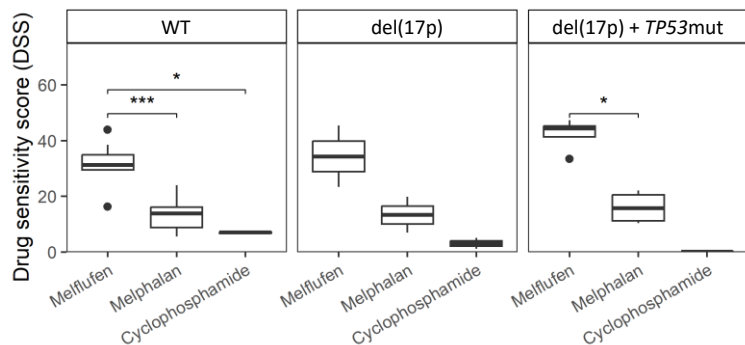 WT
del(17p)
del(17p) + TP53mut
Drug sensitivity score (DSS)
60
40
20
0
*
***
*
Melflufen
Melphalan
Cyclophosphamide
Melflufen
Melphalan
Cyclophosphamide
Melflufen
Melphalan
Cyclophosphamide